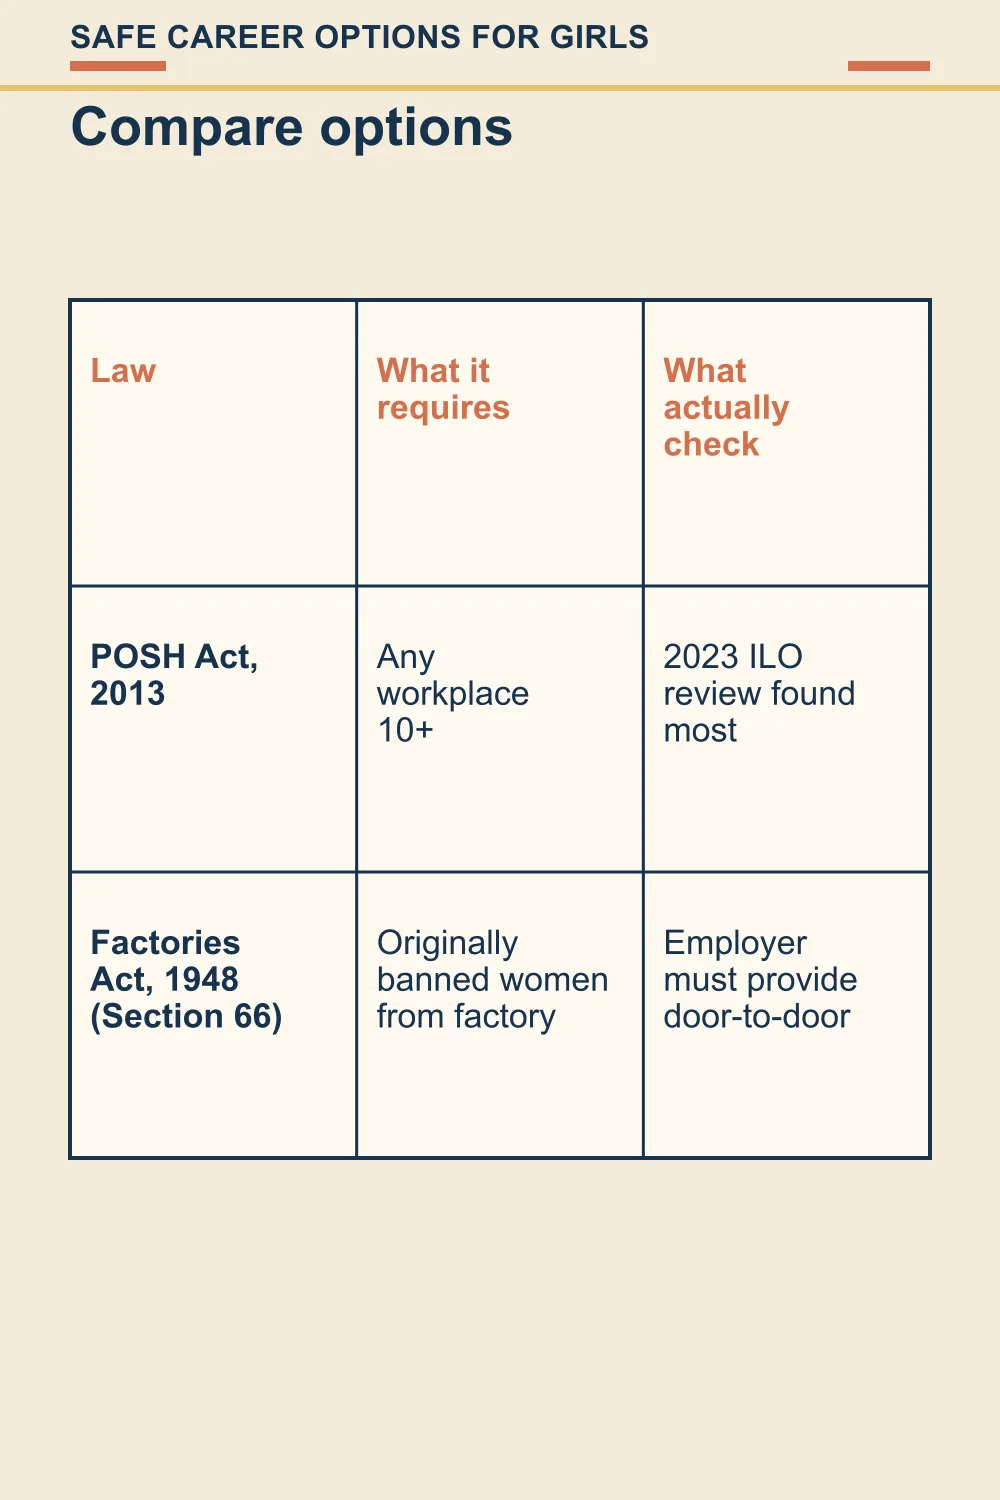 SAFE CAREER OPTIONS FOR GIRLS
Compare options
Law
What it
requires
What
actually
check
POSH Act,
2013
Any
workplace
10+
2023 ILO
review found
most
Factories
Act, 1948
(Section 66)
Originally
banned women
from factory
Employer
must provide
door-to-door